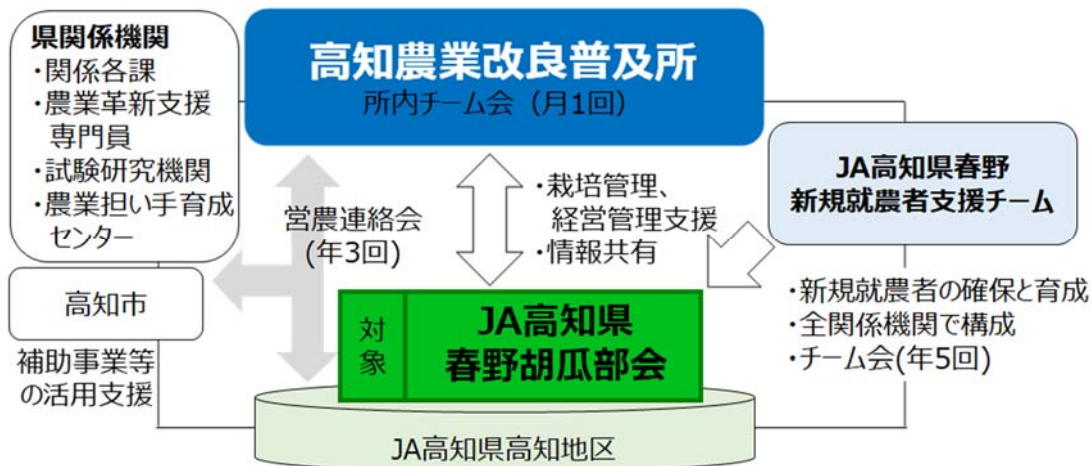 県関係機関
・関係各課
・農業革新支援
専門員
・試験研究機関
・農業担い手育成
センター
高知農業改良普及所
所内チーム会（月1回）
JA高知県春野
新規就農者支援チーム
営農連絡会
(年3回)
・栽培管理、
経営管理支援
・情報共有
高知市
補助事業等
の活用支援
対象
JA高知県
春野胡瓜部会
・新規就農者の確保と育成
・全関係機関で構成
・チーム会(年5回)
JA高知県高知地区